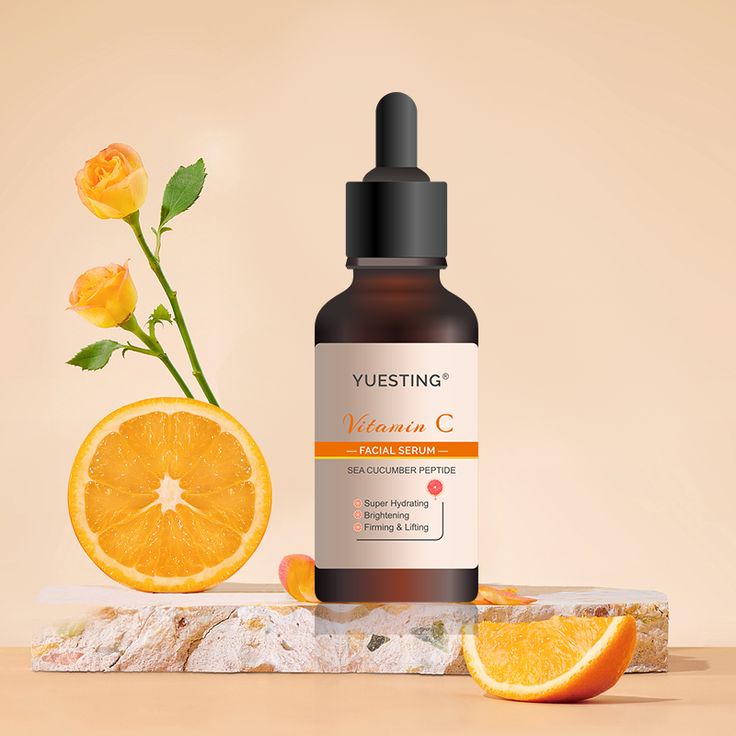 YUESTING®
Vitamin C
— FACIAL SERUM —
SEA CUCUMBER PEPTIDE
Super Hydrating
Brightening
Firming & Lifting